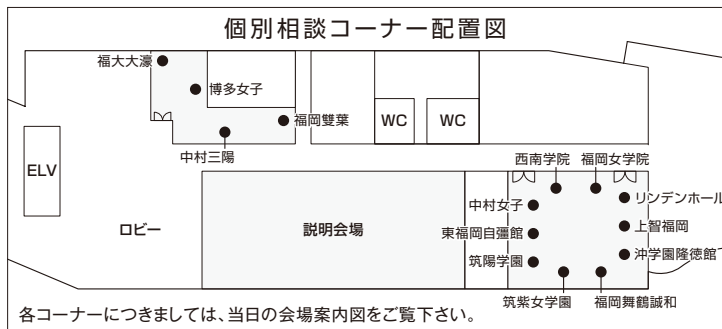 個別相談コーナー配置図
福大大濠
博多女子
福岡雙葉
中村三陽
WC
WC
ELV
ロビー
説明会場
西南学院
福岡女学院
中村女子
リンデンホール
東福岡自彊館
上智福岡
筑陽学園
沖学園隆徳館
筑紫女学園
福岡舞鶴誠和
各コーナーにつきましては、当日の会場案内図をご覧下さい。